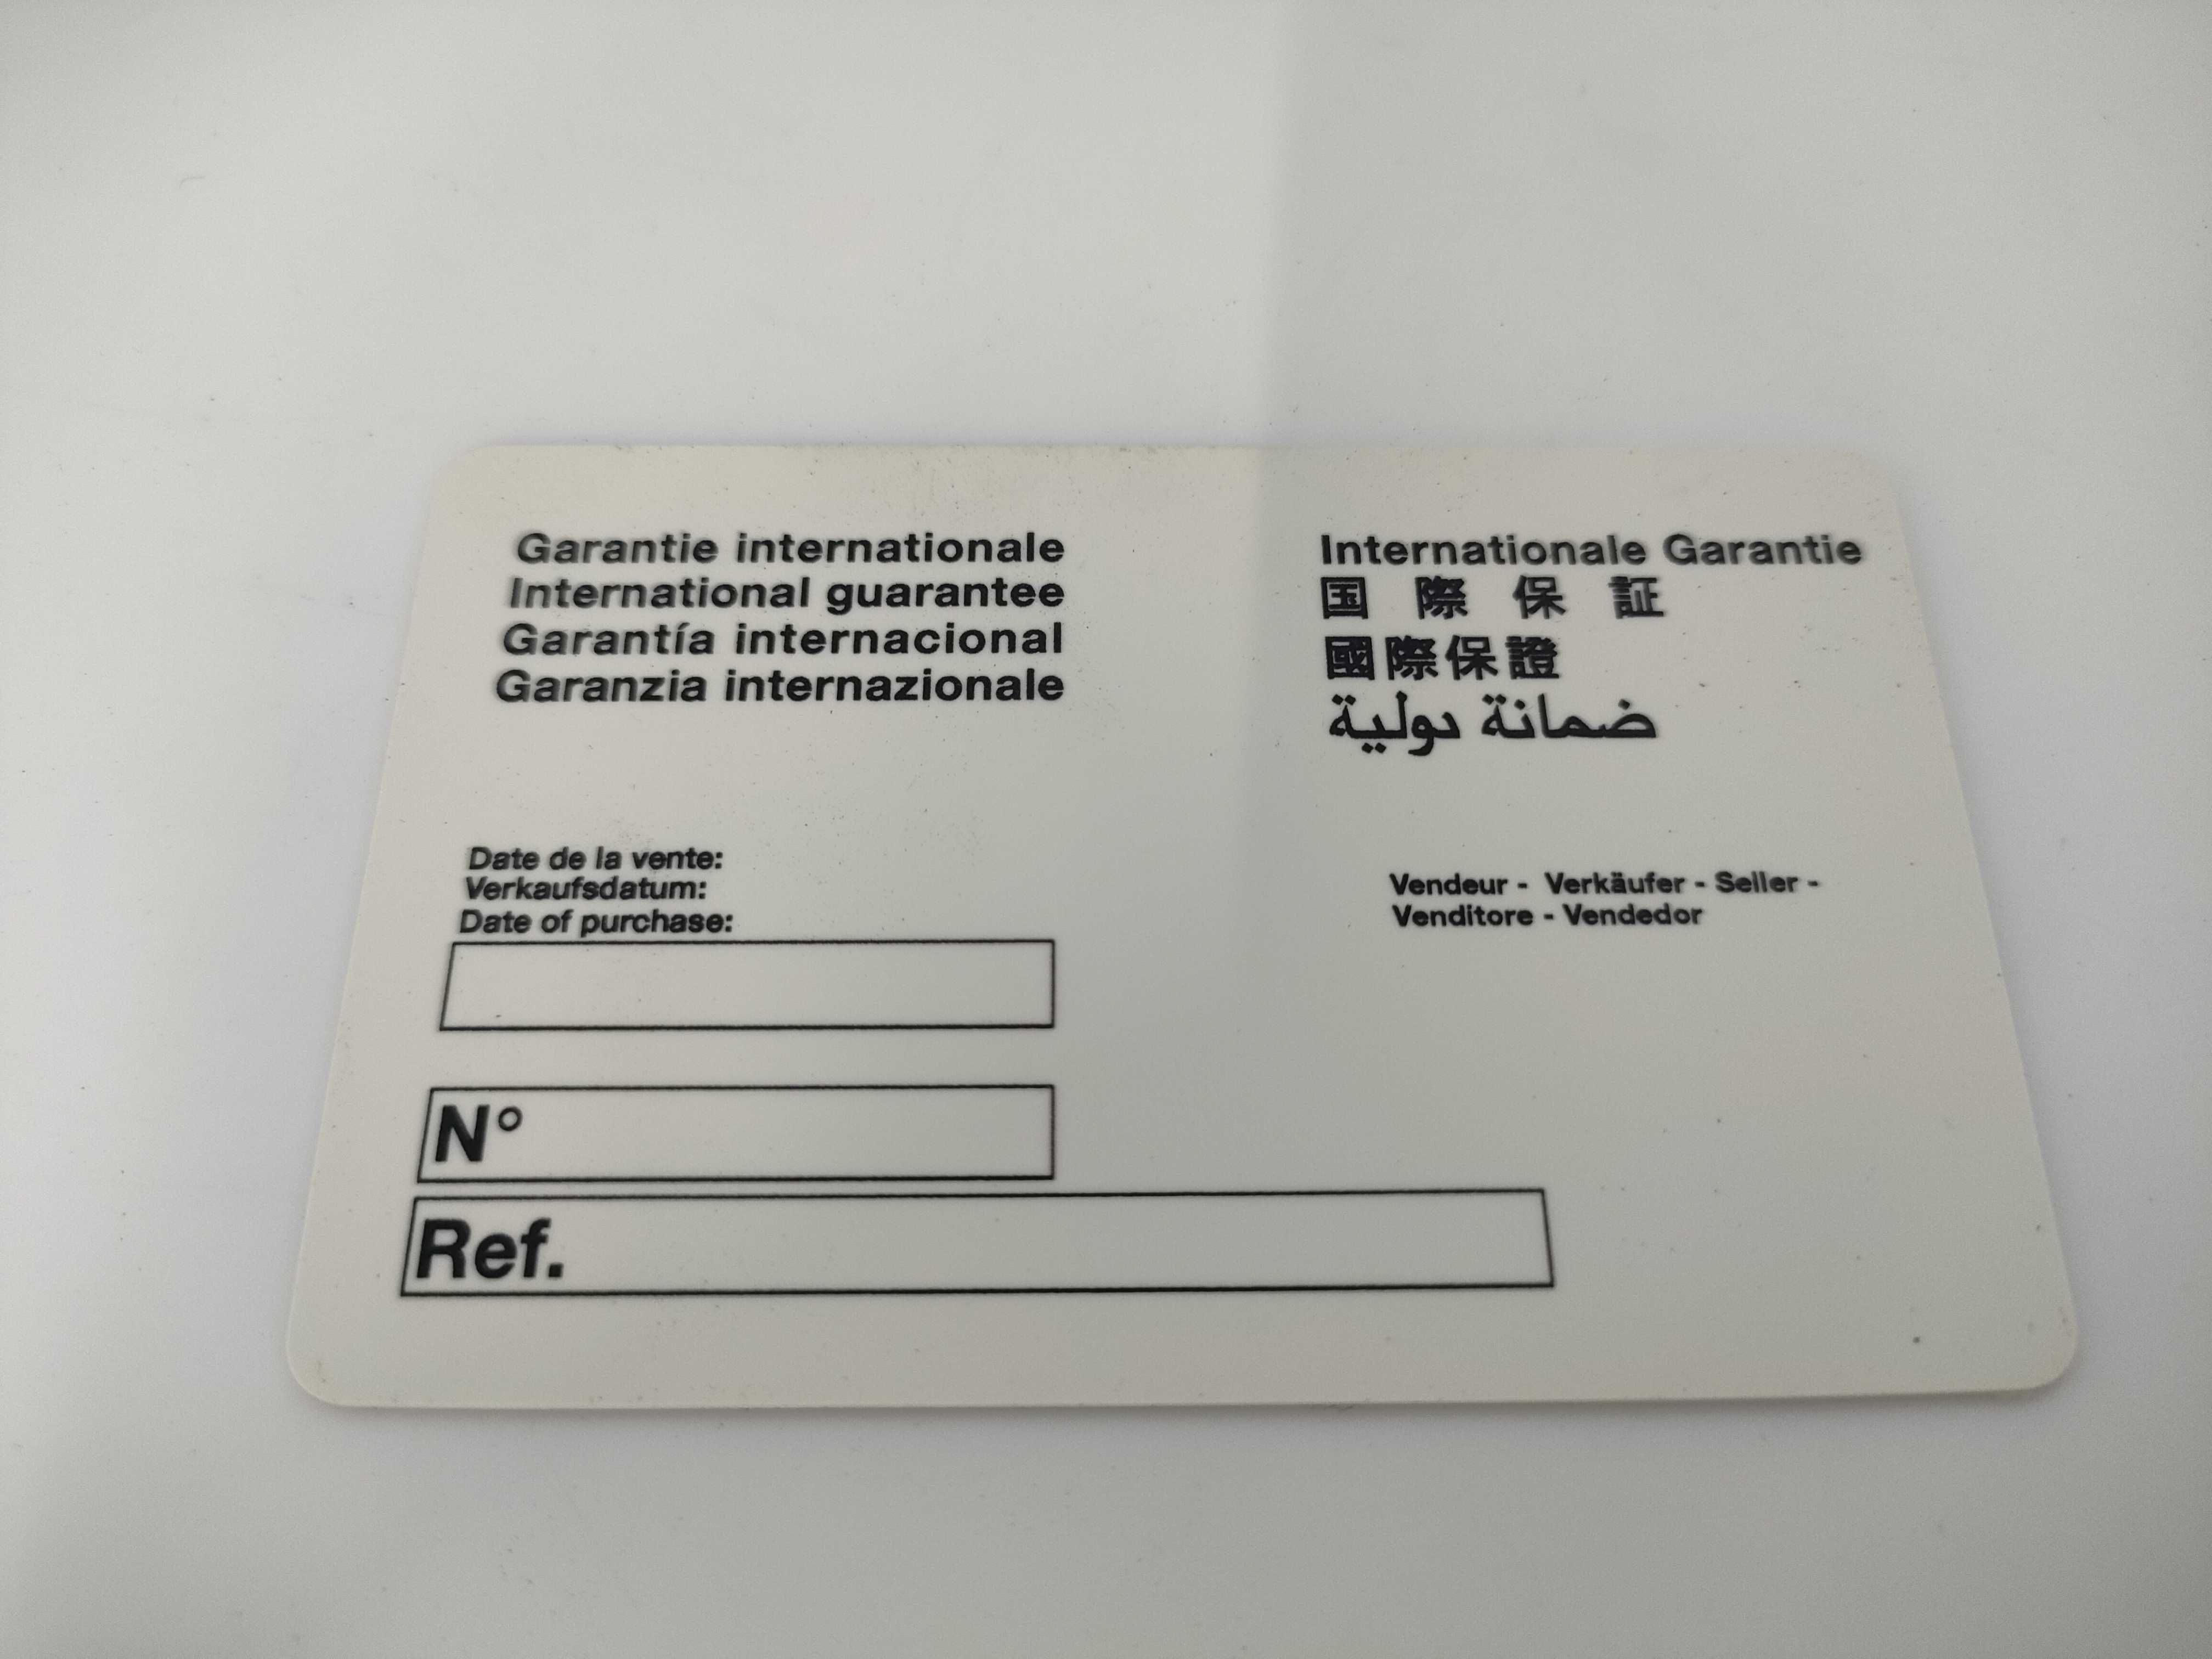 Garantie internationale
International guarantee
Garantía internacional
Garanzia internazionale
Internationale Garantie
国 際 保 証
國際保證
ضمانة دولية
Date de la vente:
Verkaufsdatum:
Date of purchase:
Vendeur - Verkäufer - Seller -
Venditore - Vendedor
N°
Ref.